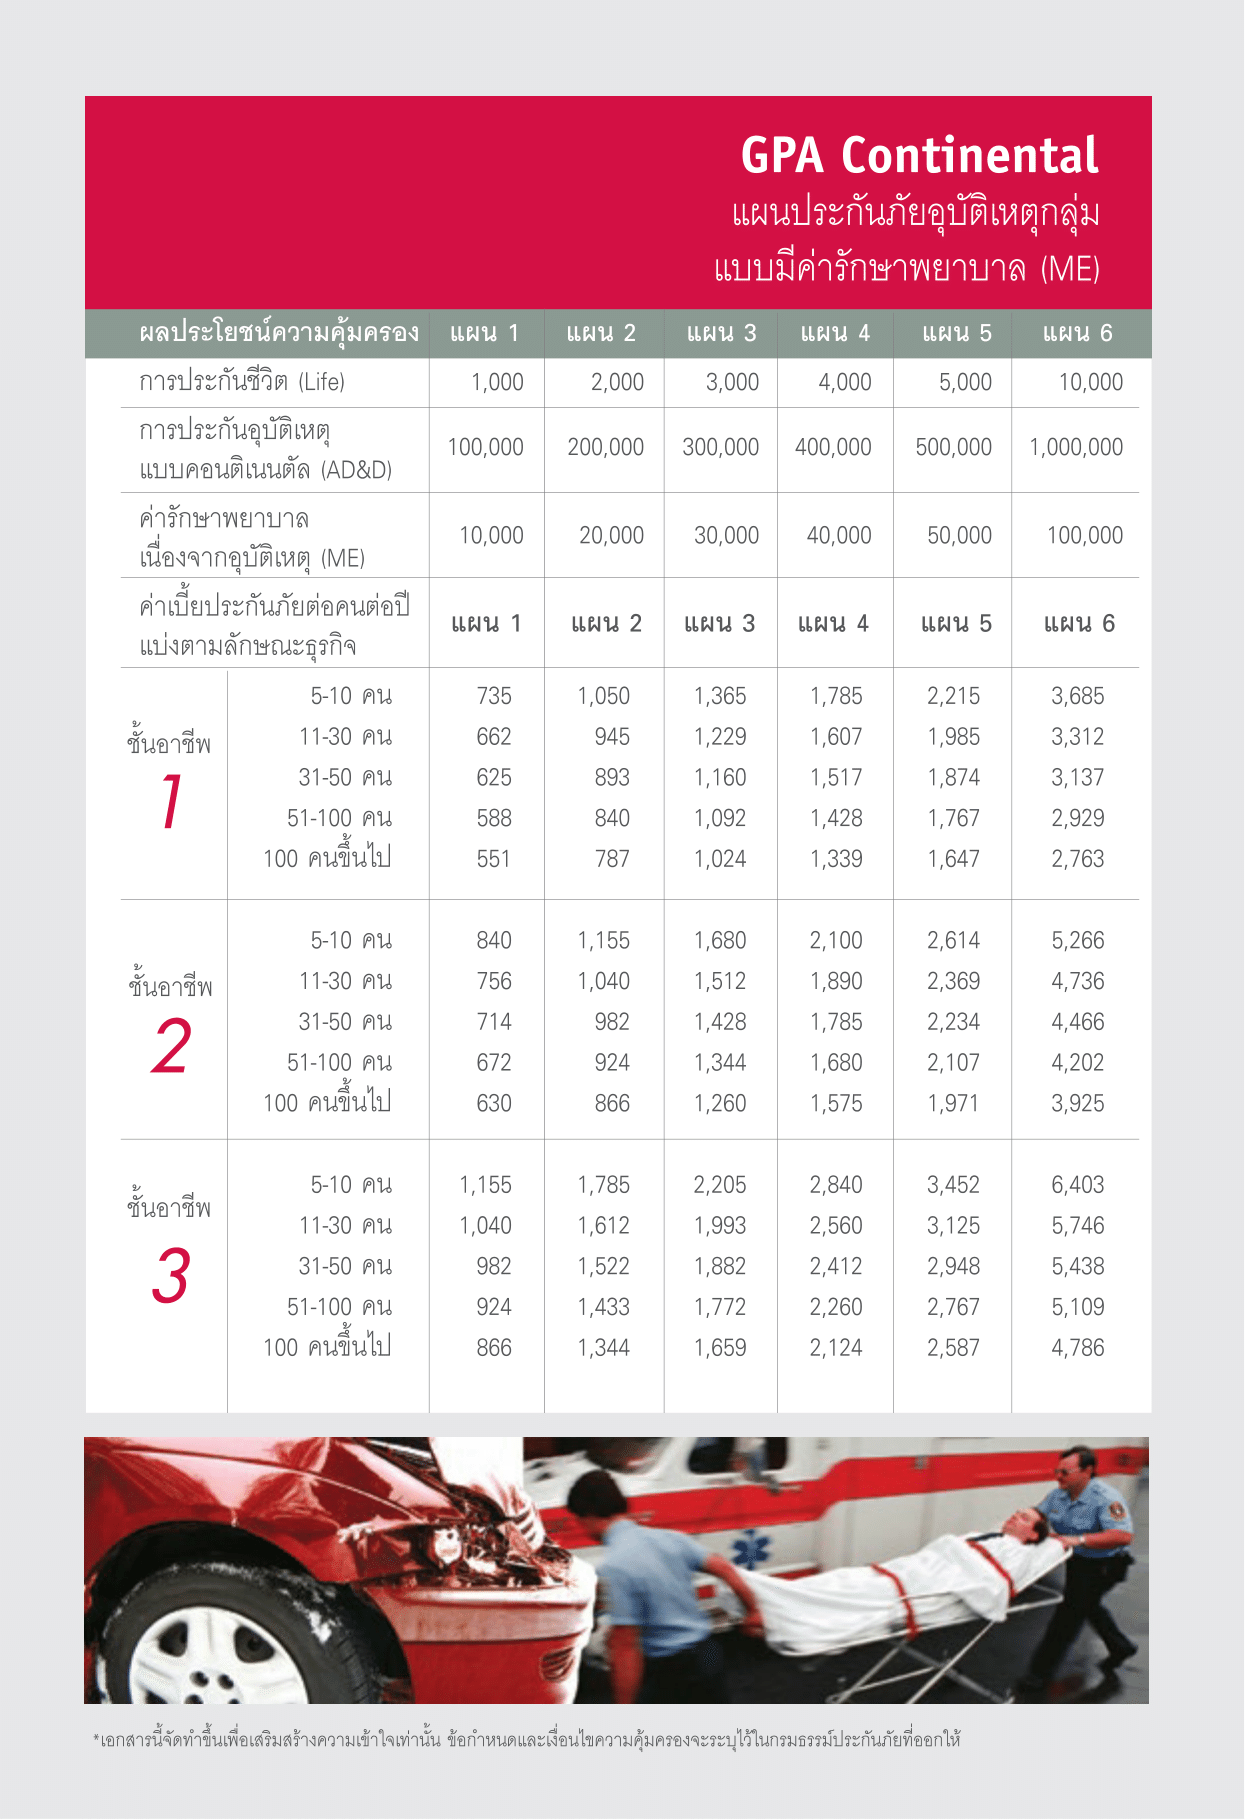 GPA Continental
แผนประกันภัยอุบัติเหตุกลุ่ม
แบบมีค่ารักษาพยาบาล (ME)
ผลประโยชน์ความคุ้มครอง แผน 1 แผน 2 แผน 3 แผน 4 แผน 5 แผน 6
การประกันชีวิต (Life) 1,000 2,000 3,000 4,000 5,000 10,000
การประกันอุบัติเหตุ
แบบคอนติเนนตัล (AD&D) 100,000 200,000 300,000 400,000 500,000 1,000,000
ค่ารักษาพยาบาล
เนื่องจากอุบัติเหตุ (ME) 10,000 20,000 30,000 40,000 50,000 100,000
ค่าเบี้ยประกันภัยต่อคนต่อปี
แบ่งตามลักษณะธุรกิจ แผน 1 แผน 2 แผน 3 แผน 4 แผน 5 แผน 6
ชั้นอาชีพ
1
5-10 คน 735 1,050 1,365 1,785 2,215 3,685
11-30 คน 662 945 1,229 1,607 1,985 3,312
31-50 คน 625 893 1,160 1,517 1,874 3,137
51-100 คน 588 840 1,092 1,428 1,767 2,929
100 คนขึ้นไป 551 787 1,024 1,339 1,647 2,763
ชั้นอาชีพ
2
5-10 คน 840 1,155 1,680 2,100 2,614 5,266
11-30 คน 756 1,040 1,512 1,890 2,369 4,736
31-50 คน 714 982 1,428 1,785 2,234 4,466
51-100 คน 672 924 1,344 1,680 2,107 4,202
100 คนขึ้นไป 630 866 1,260 1,575 1,971 3,925
ชั้นอาชีพ
3
5-10 คน 1,155 1,785 2,205 2,840 3,452 6,403
11-30 คน 1,040 1,612 1,993 2,560 3,125 5,746
31-50 คน 982 1,522 1,882 2,412 2,948 5,438
51-100 คน 924 1,433 1,772 2,260 2,767 5,109
100 คนขึ้นไป 866 1,344 1,659 2,124 2,587 4,786
*เอกสารนี้จัดทำขึ้นเพื่อเสริมสร้างความเข้าใจเท่านั้น ข้อกำหนดและเงื่อนไขความคุ้มครองจะระบุไว้ในกรมธรรม์ประกันภัยที่ออกให้